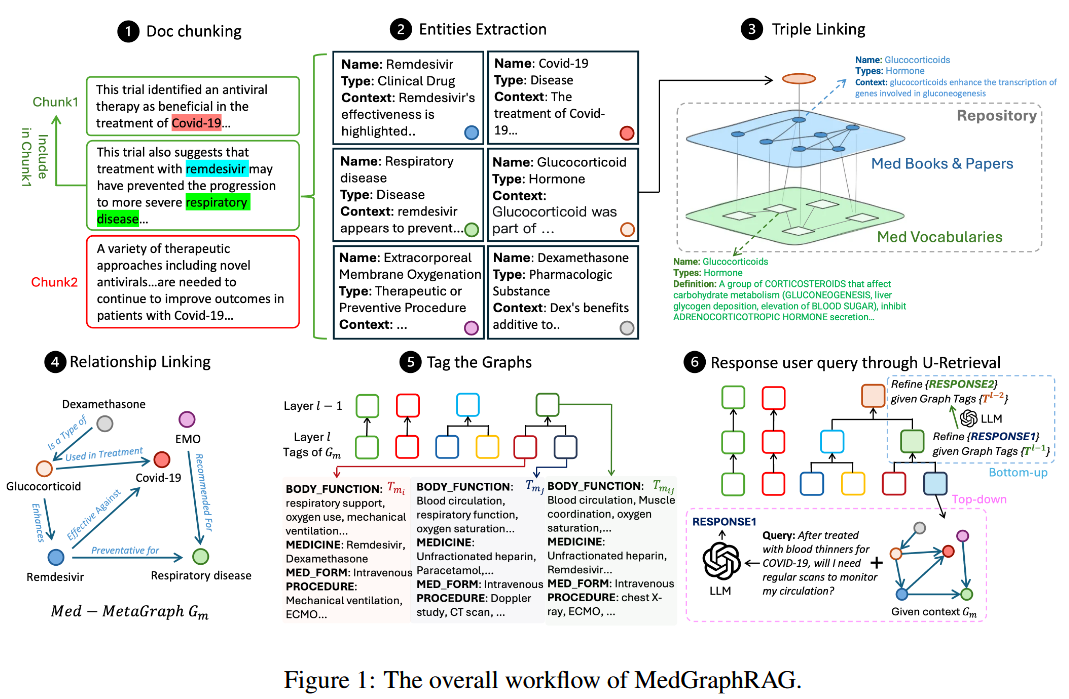 1 Doc chunking
Chunk1
Include
in Chunk1
This trial identified an antiviral
therapy as beneficial in the
treatment of Covid-19...
This trial also suggests that
treatment with remdesivir may
have prevented the progression
to more severe respiratory
disease...
Chunk2
A variety of therapeutic
approaches including novel
antivirals...are needed to
continue to improve outcomes in
patients with Covid-19...
2 Entities Extraction
Name: Remdesivir
Type: Clinical Drug
Context: Remdesivir's
effectiveness is
highlighted..
Name: Covid-19
Type: Disease
Context: The
treatment of Covid-
19...
Name: Respiratory
disease
Type: Disease
Context: remdesivir
appears to prevent...
Name: Glucocorticoid
Type: Hormone
Context:
Glucocorticoid was
part of ...
Name: Extracorporeal
Membrane Oxygenation
Type: Therapeutic or
Preventive Procedure
Context: ...
Name: Dexamethasone
Type: Pharmacologic
Substance
Context: Dex's benefits
additive to..
3 Triple Linking
Name: Glucocorticoids
Types: Hormone
Context: glucocorticoids enhance the transcription of
genes involved in gluconeogenesis
Repository
Med Books & Papers
Med Vocabularies
Name: Glucocorticoids
Types: Hormone
Definition: A group of CORTICOSTEROIDS that affect
carbohydrate metabolism (GLUCONEOGENESIS, liver
glycogen deposition, elevation of BLOOD SUGAR), inhibit
ADRENOCORTICOTROPIC HORMONE secretion...
4 Relationship Linking
Dexamethasone
Is a Type of
EMO
Used in Treatment
Covid-19
Glucocorticoid
Enhances
Effective Against
Recommended For
Preventative for
Remdesivir
Respiratory disease
Med − MetaGraph Gm
5 Tag the Graphs
Layer l − 1
Layer l
Tags of Gm
BODY_FUNCTION: Tmi
respiratory support,
oxygen use, mechanical
ventilation...
MEDICINE: Remdesivir,
Dexamethasone
MED_FORM: Intravenous
PROCEDURE:
Mechanical ventilation,
ECMO...
BODY_FUNCTION: Tmj
Blood circulation,
respiratory function,
oxygen saturation...
MEDICINE:
Unfractionated heparin,
Paracetamol,...
MED_FORM: Intravenous
PROCEDURE: Doppler
study, CT scan, ...
BODY_FUNCTION: Tmij
Blood circulation, Muscle
coordination, oxygen
saturation,...
MEDICINE:
Unfractionated heparin,
Remdesivir...
MED_FORM: Intravenous
PROCEDURE: chest X-
ray, ECMO, ...
6 Response user query through U-Retrieval
Refine {RESPONSE2}
given Graph Tags {Tl−2}
LLM
Refine {RESPONSE1}
given Graph Tags {Tl−1}
Bottom-up
Top-down
RESPONSE1
LLM
Query: After treated
with blood thinners for
COVID-19, will I need
regular scans to monitor
my circulation?
+
Given context Gm
Figure 1: The overall workflow of MedGraphRAG.